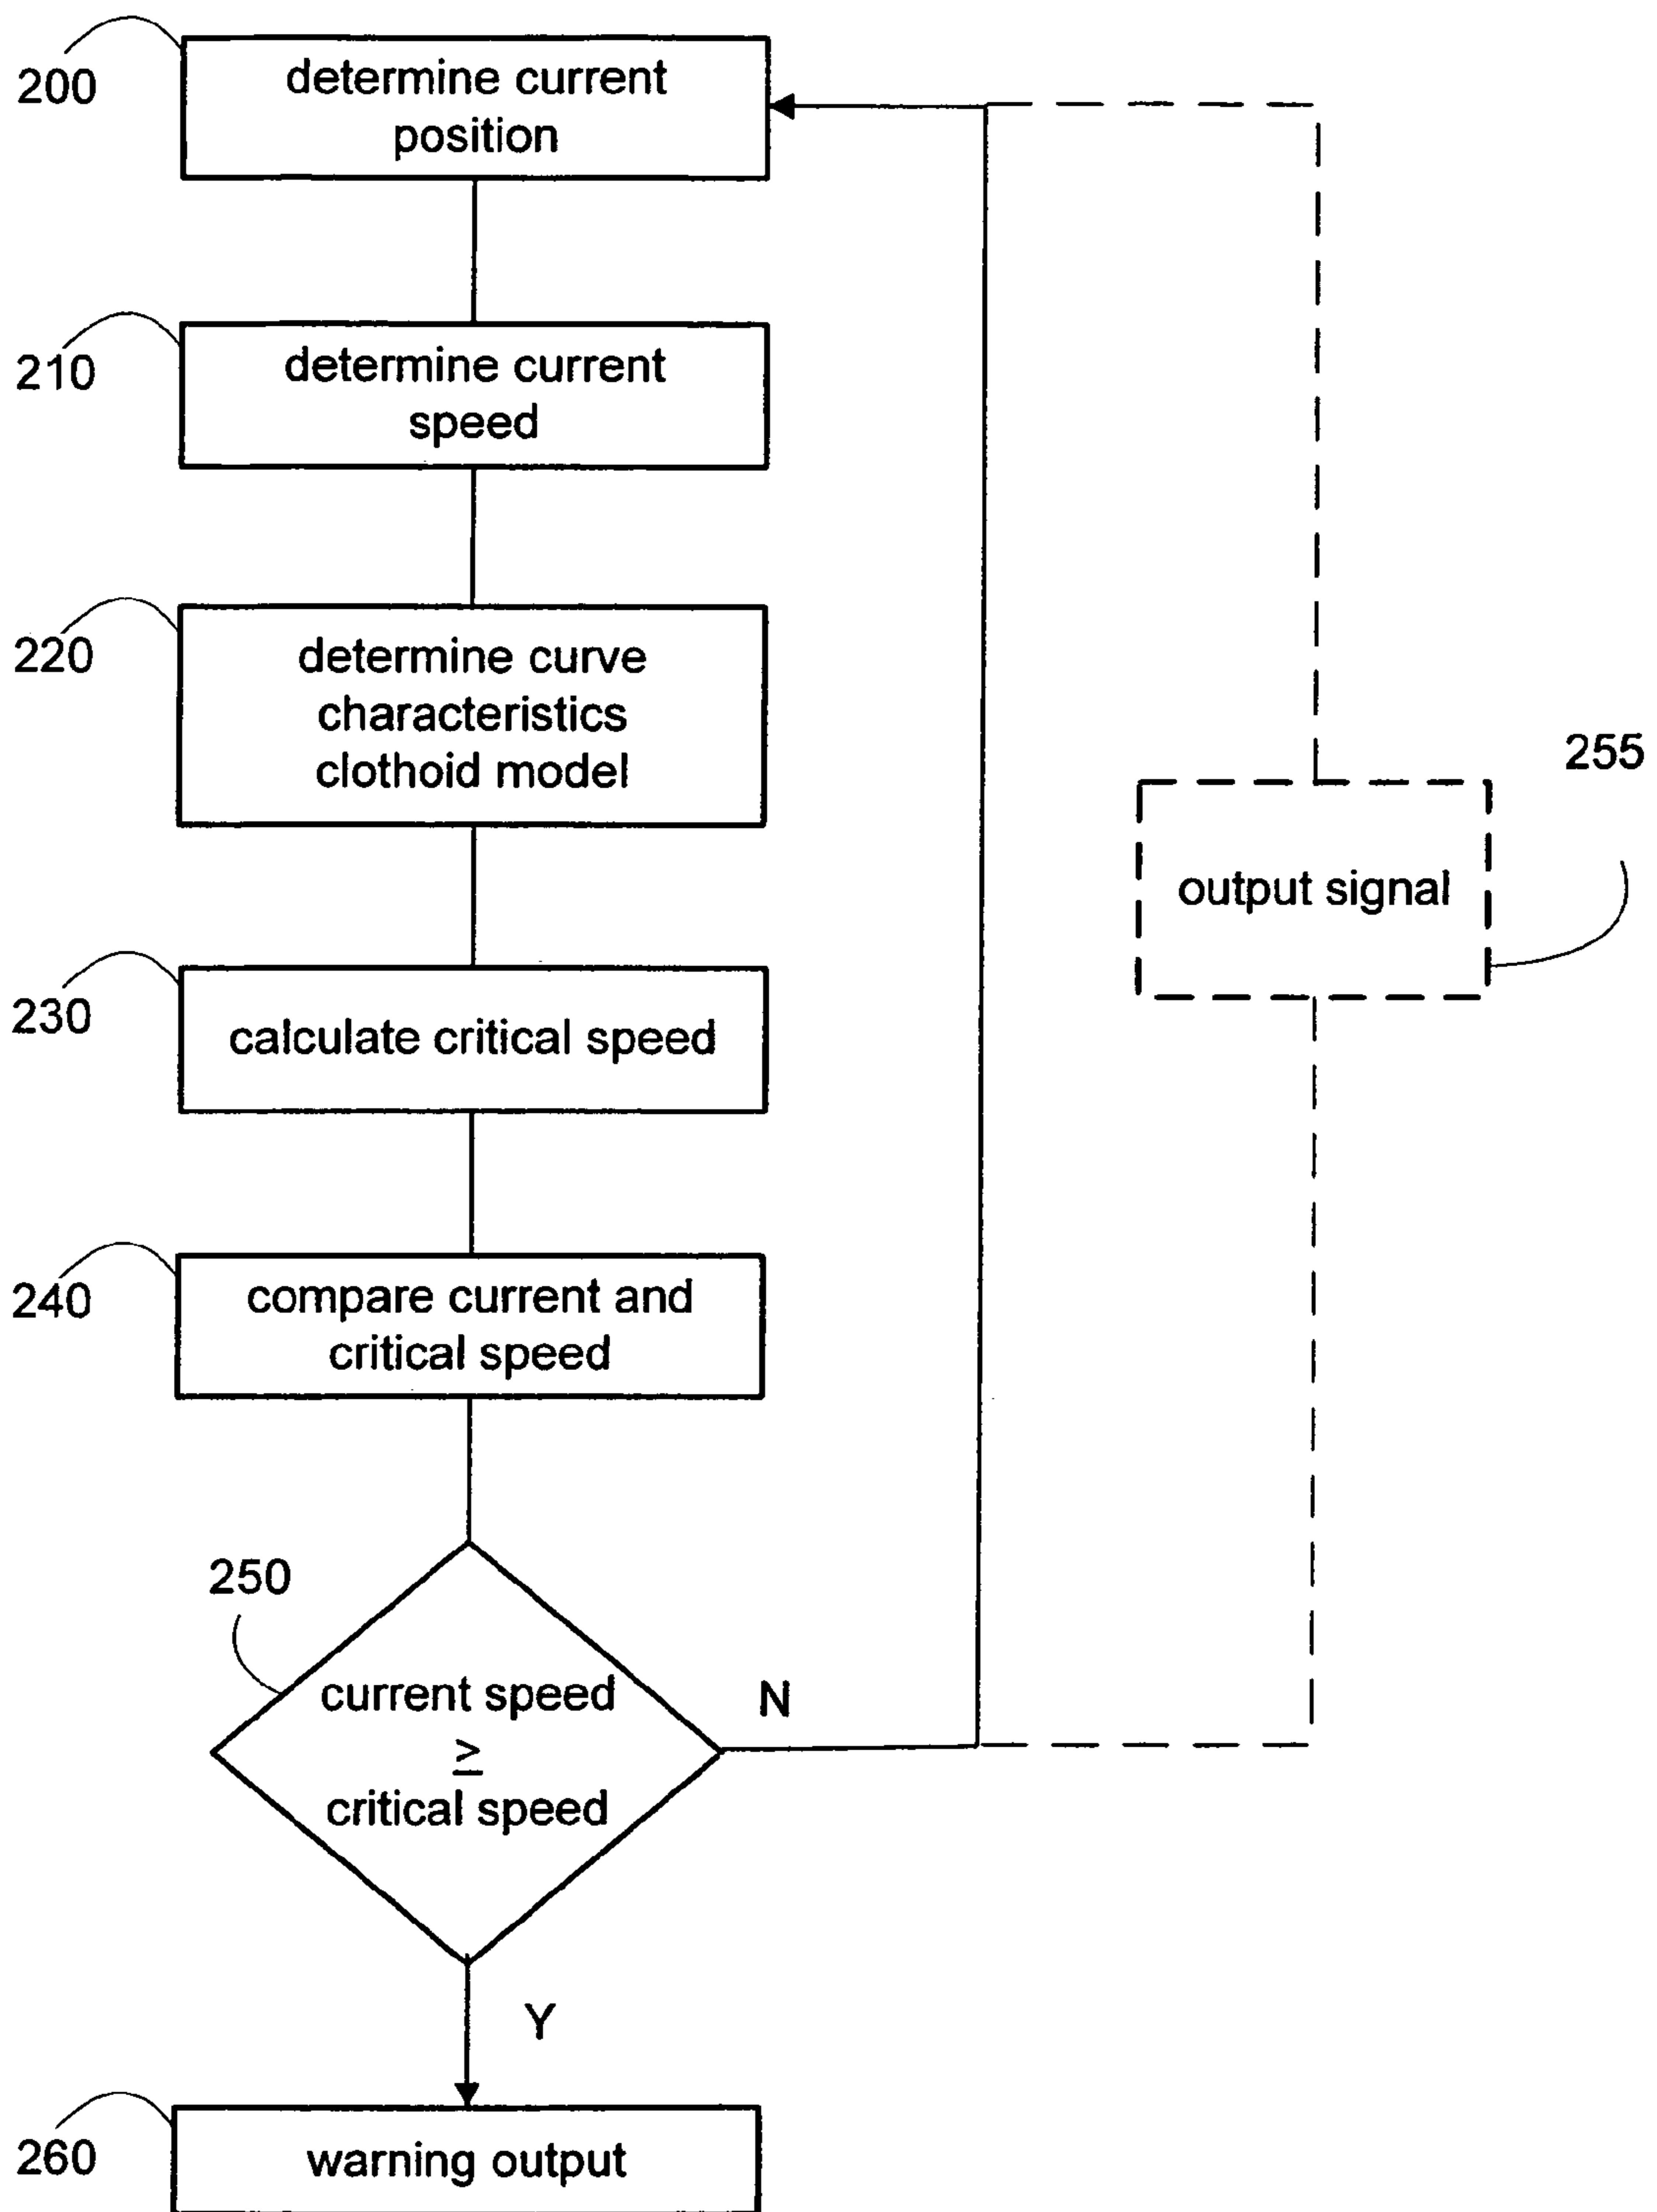 200
determine current
position
210
determine current
speed
220
determine curve
characteristics
clothoid model
255
output signal
230
calculate critical speed
240
compare current and
critical speed
250
current speed
≥
critical speed
N
Y
260
warning output